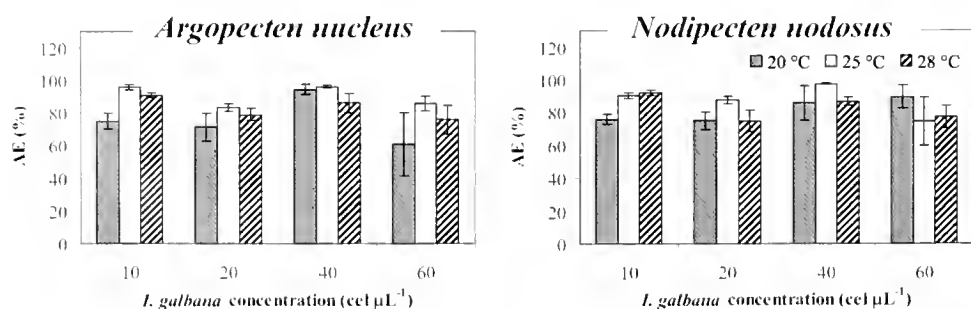 Argopecten nucleus
120
100
80
60
40
20
0
AE (%)
10 20 40 60
I. galbana concentration (cel µL⁻¹)
Nodipecten nodosus
20 °C 25 °C 28 °C
120
100
80
60
40
20
0
AE (%)
10 20 40 60
I. galbana concentration (cel µL⁻¹)